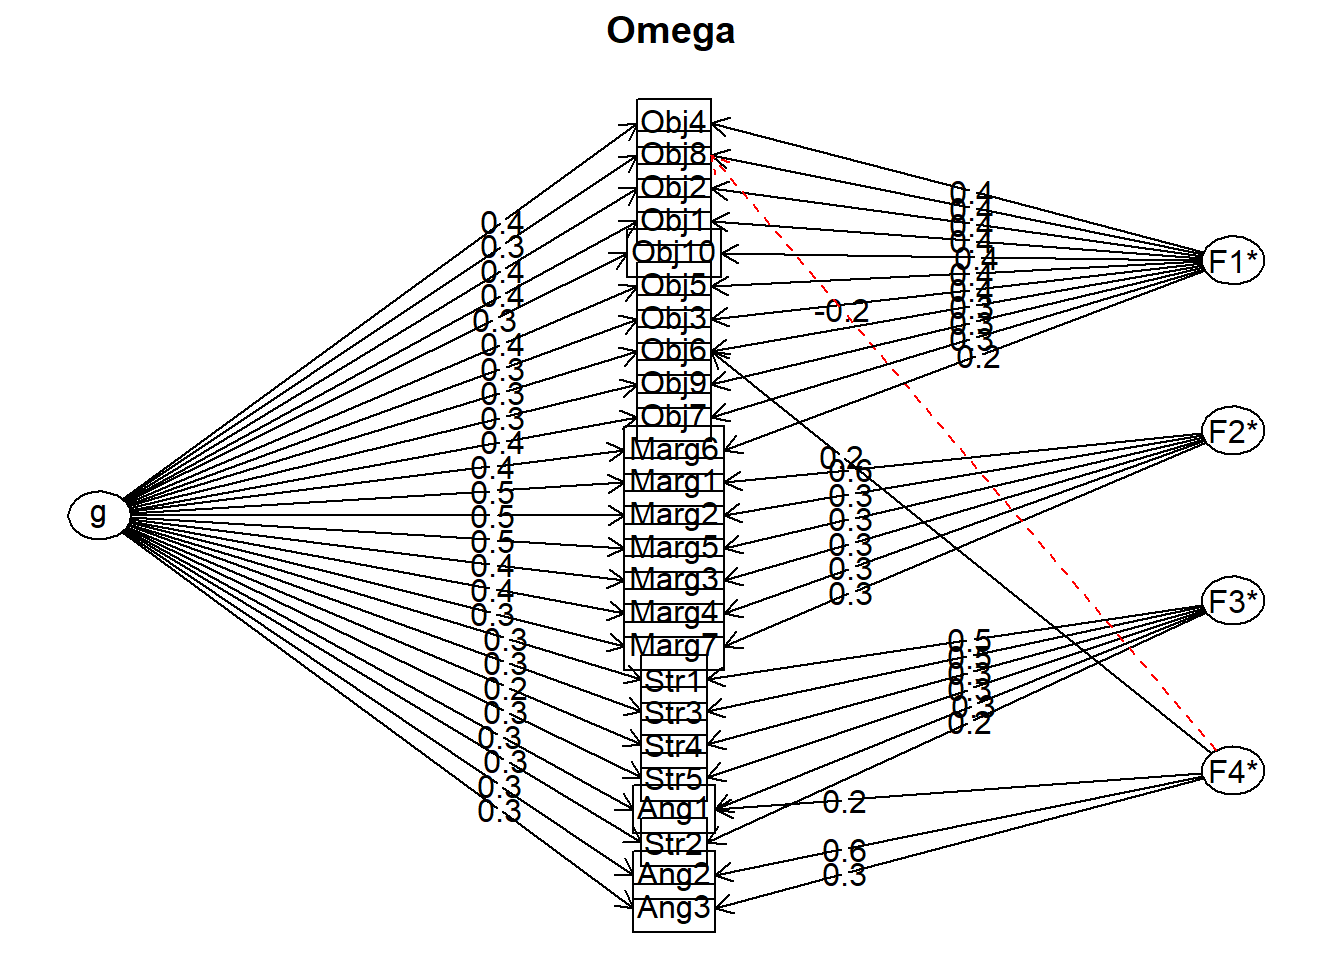 Omega
g
0.4
0.3
0.4
0.4
0.3
0.4
0.3
0.3
0.3
0.4
0.4
0.5
0.5
0.5
0.4
0.4
0.3
0.3
0.3
0.2
0.3
0.3
0.3
0.3
0.3
Obj4
Obj8
Obj2
Obj1
Obj10
Obj5
Obj3
Obj6
Obj9
Obj7
Marg6
Marg1
Marg2
Marg5
Marg3
Marg4
Marg7
Str1
Str3
Str4
Str5
Ang1
Str2
Ang2
Ang3
-0.2
0.2
0.6
0.3
0.3
0.3
0.3
0.3
0.2
0.6
0.3
0.4
0.4
0.4
0.4
0.4
0.4
0.4
0.3
0.3
0.3
0.2
0.5
0.5
0.3
0.3
0.3
0.2
F1*
F2*
F3*
F4*